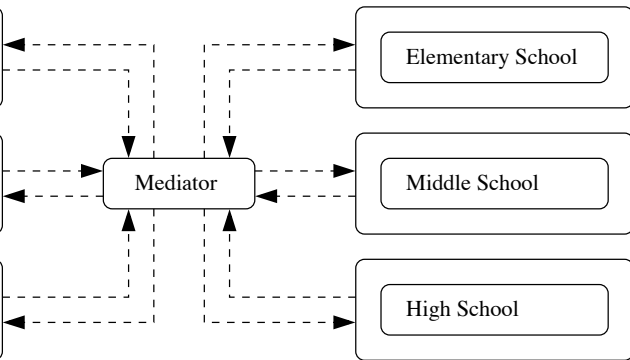 Elementary School
Mediator
Middle School
High School